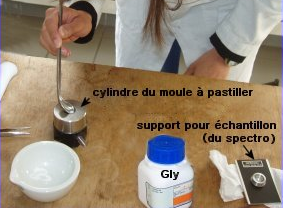 cylindre du moule à pastiller
support pour échantillon
(du spectro)
Gly